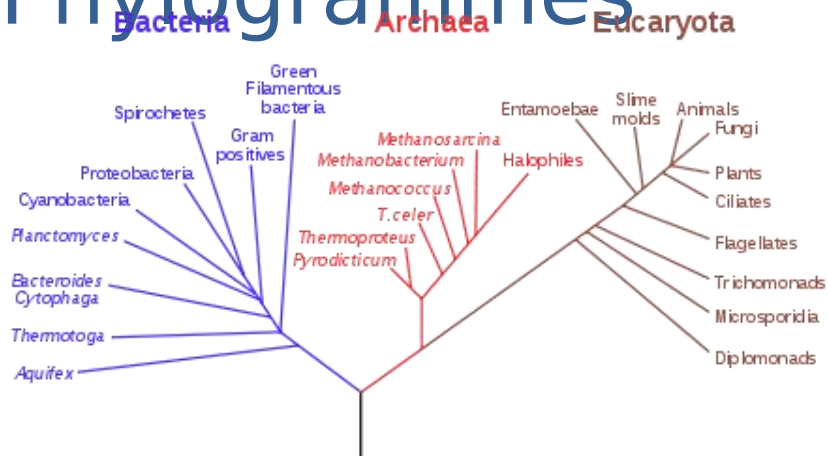 Phylogrammes
Bacteria
Archaea
Eucaryota
Green
Filamentous
bacteria
Spirochetes
Gram
positives
Proteobacteria
Cyanobacteria
Planctomyces
Bacteroides
Cytophaga
Thermotoga
Aquifex
Methanosarcina
Methanobacterium
Halophiles
Methanococcus
T.celer
Thermoproteus
Pyrodicticum
Entamoebae
Slime
molds
Animals
Fungi
Plants
Ciliates
Flagellates
Trichomonads
Microsporidia
Diplomonads